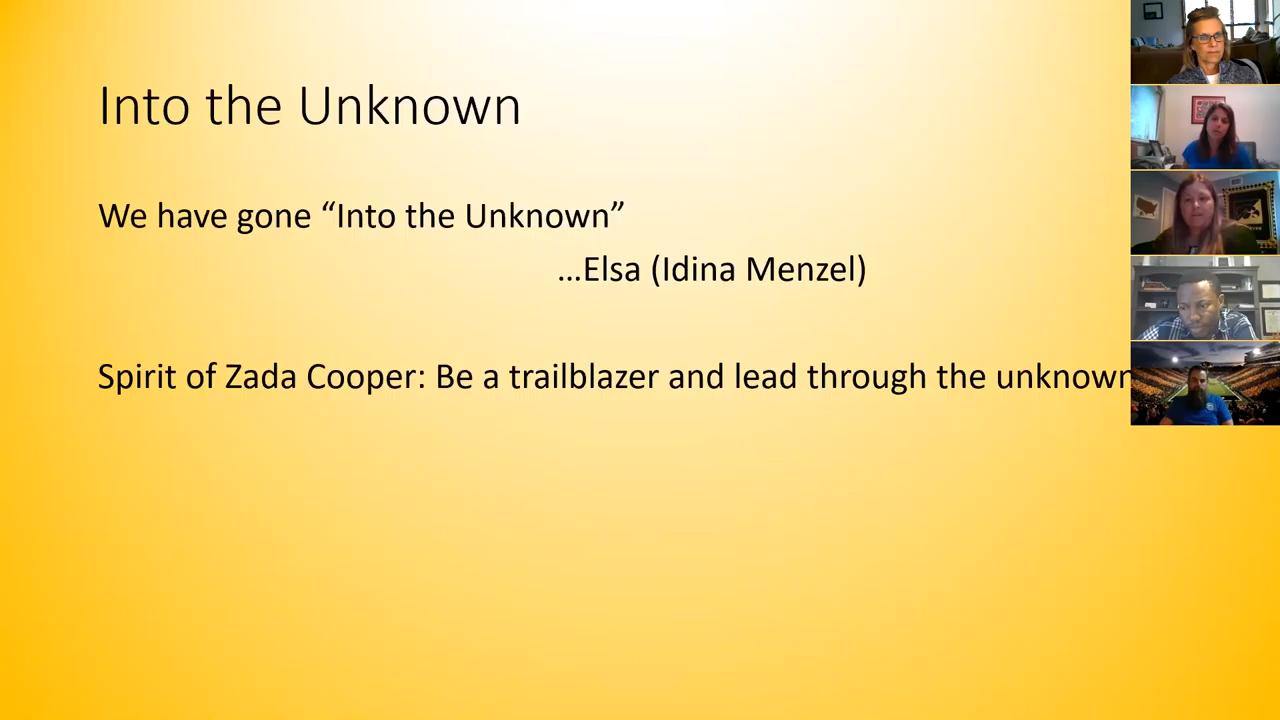 Into the Unknown
We have gone “Into the Unknown”
…Elsa (Idina Menzel)
Spirit of Zada Cooper: Be a trailblazer and lead through the unknown